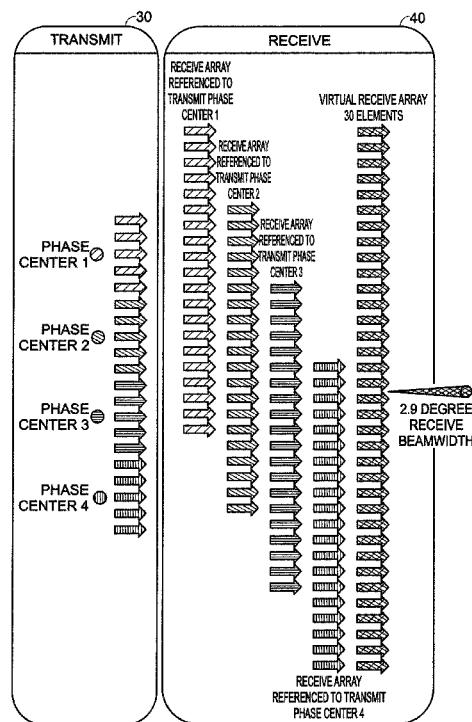 30
TRANSMIT
PHASE
CENTER 1
PHASE
CENTER 2
PHASE
CENTER 3
PHASE
CENTER 4
40
RECEIVE
RECEIVE ARRAY
REFERENCED TO
TRANSMIT PHASE
CENTER 1
RECEIVE ARRAY
REFERENCED TO
TRANSMIT PHASE
CENTER 2
RECEIVE ARRAY
REFERENCED TO
TRANSMIT PHASE
CENTER 3
VIRTUAL RECEIVE ARRAY
30 ELEMENTS
2.9 DEGREE
RECEIVE
BEAMWIDTH
RECEIVE ARRAY
REFERENCED TO TRANSMIT
PHASE CENTER 4